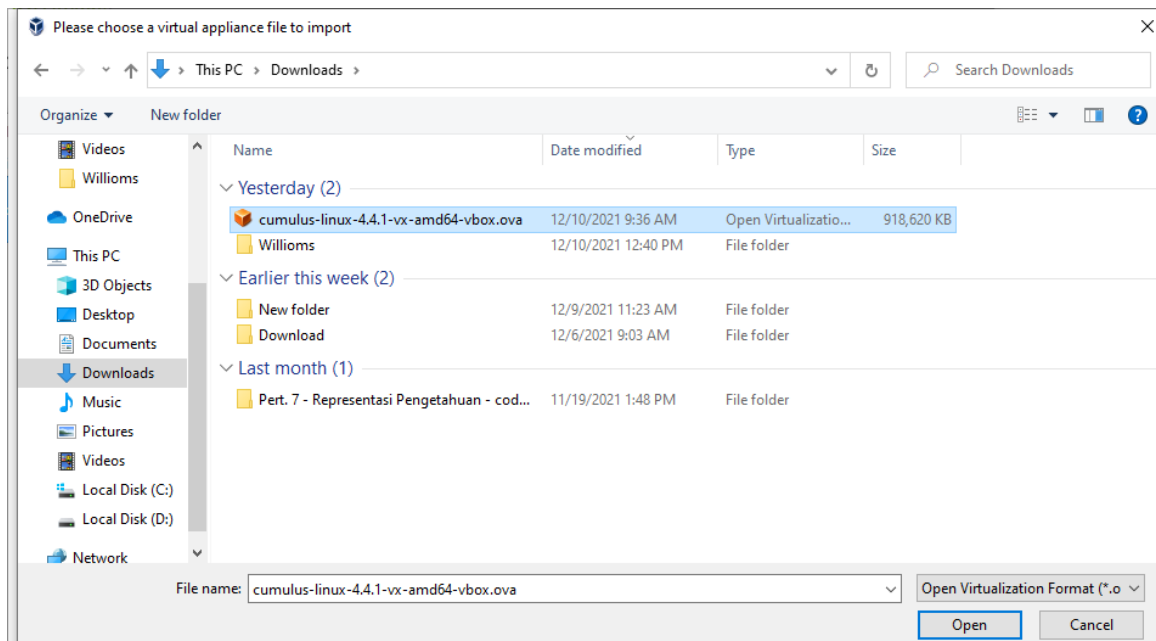 Please choose a virtual appliance file to import
This PC > Downloads >
Search Downloads
Organize
New folder
Videos
Willioms
OneDrive
This PC
3D Objects
Desktop
Documents
Downloads
Music
Pictures
Videos
Local Disk (C:)
Local Disk (D:)
Network
Name Date modified Type Size
Yesterday (2)
cumulus-linux-4.4.1-vx-amd64-vbox.ova 12/10/2021 9:36 AM Open Virtualizatio... 918,620 KB
Willioms 12/10/2021 12:40 PM File folder
Earlier this week (2)
New folder 12/9/2021 11:23 AM File folder
Download 12/6/2021 9:03 AM File folder
Last month (1)
Pert. 7 - Representasi Pengetahuan - cod... 11/19/2021 1:48 PM File folder
File name: cumulus-linux-4.4.1-vx-amd64-vbox.ova Open Virtualization Format (*.o
Open Cancel